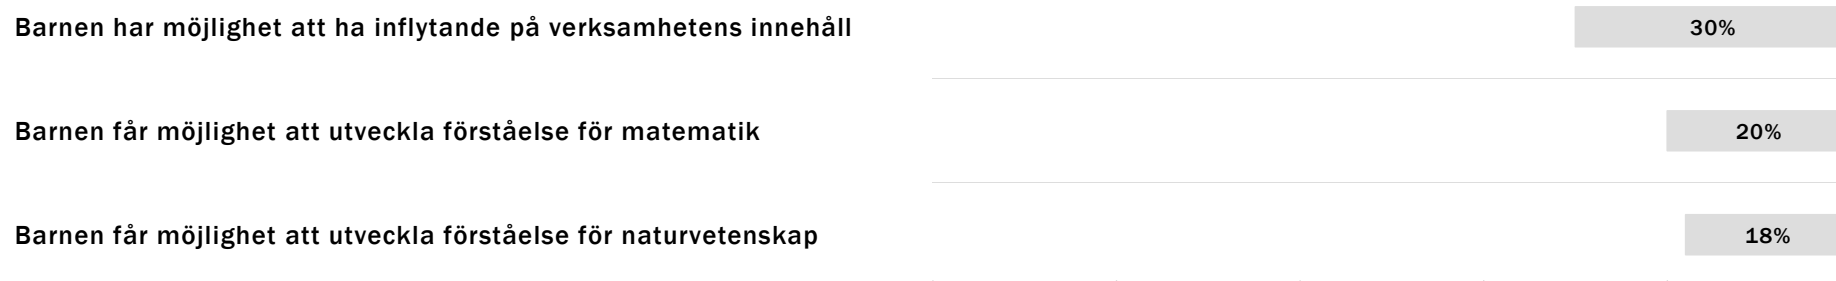 Barnen har möjlighet att ha inflytande på verksamhetens innehåll 30%
Barnen får möjlighet att utveckla förståelse för matematik 20%
Barnen får möjlighet att utveckla förståelse för naturvetenskap 18%